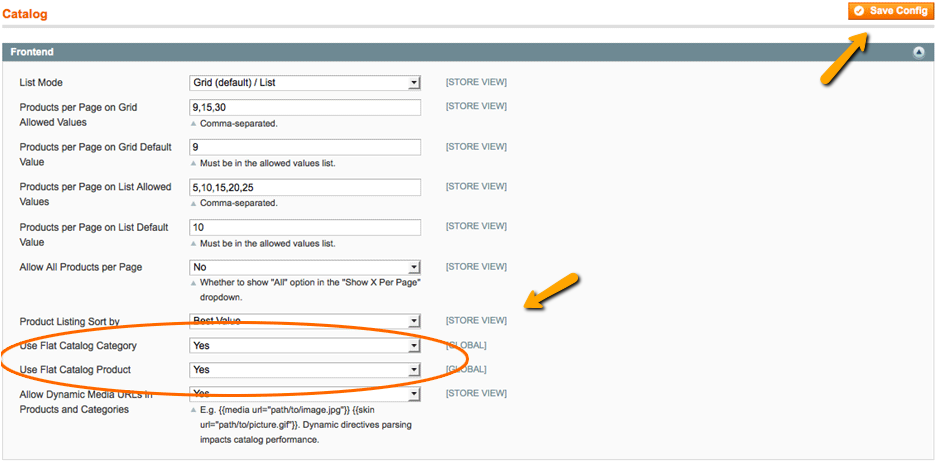 Catalog
Save Config
Frontend
List Mode
Grid (default) / List
[STORE VIEW]
Products per Page on Grid
Allowed Values
9,15,30
[STORE VIEW]
Comma-separated.
Products per Page on Grid Default
Value
9
[STORE VIEW]
Must be in the allowed values list.
Products per Page on List Allowed
Values
5,10,15,20,25
[STORE VIEW]
Comma-separated.
Products per Page on List Default
Value
10
[STORE VIEW]
Must be in the allowed values list.
Allow All Products per Page
No
[STORE VIEW]
Whether to show "All" option in the "Show X Per Page"
dropdown.
Product Listing Sort by
Best Value
[STORE VIEW]
Use Flat Catalog Category
Yes
[GLOBAL]
Use Flat Catalog Product
Yes
[GLOBAL]
Allow Dynamic Media URLs in
Products and Categories
Yes
[STORE VIEW]
E.g. {{media url="path/to/image.jpg"}} {{skin
url="path/to/picture.gif"}}. Dynamic directives parsing
impacts catalog performance.